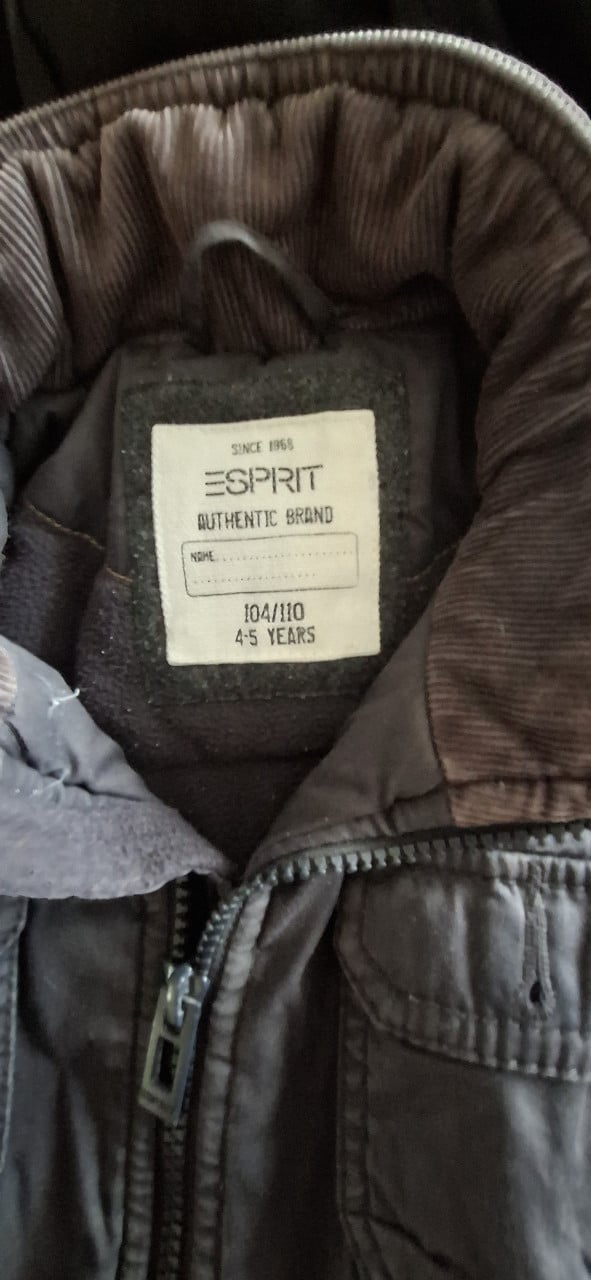 SINCE 1968
ESPRIT
AUTHENTIC BRAND
NAME
104/110
4-5 YEARS